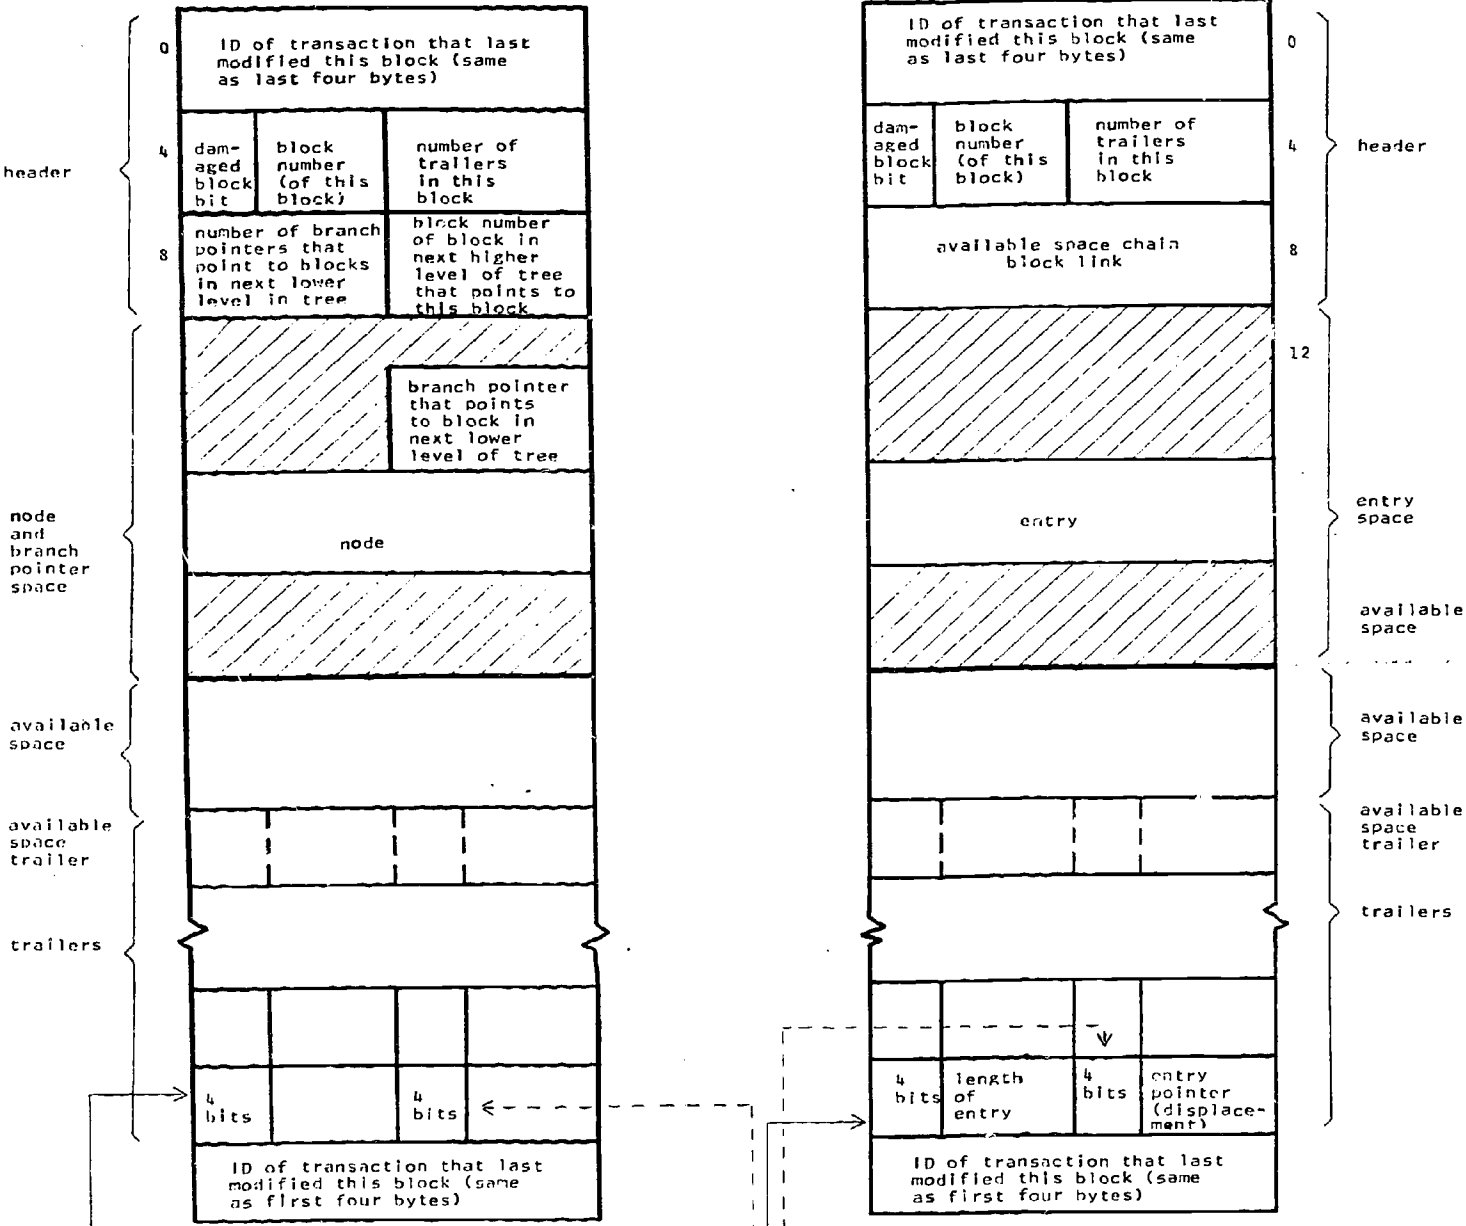 0
ID of transaction that last
modified this block (same
as last four bytes)
header
4
dam-
aged
block
bit
block
number
(of this
block)
number of
trailers
in this
block
8
number of branch
pointers that
point to blocks
in next lower
level in tree
block number
of block in
next higher
level of tree
that points to
this block
branch pointer
that points
to block in
next lower
level of tree
node
and
branch
pointer
space
node
available
space
available
space
trailer
trailers
4
bits
4
bits
ID of transaction that last
modified this block (same
as first four bytes)
ID of transaction that last
modified this block (same
as last four bytes)
0
dam-
aged
block
bit
block
number
(of this
block)
number of
trailers
in this
block
4
header
available space chain
block link
8
12
entry
entry
space
available
space
available
space
available
space
trailer
trailers
4
bits
length
of
entry
4
bits
entry
pointer
(displace-
ment)
ID of transaction that last
modified this block (same
as first four bytes)